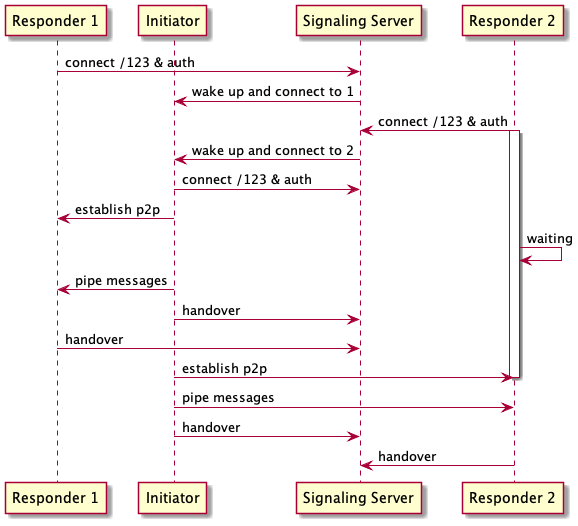 Responder 1
Initiator
Signaling Server
Responder 2
connect /123 & auth
wake up and connect to 1
connect /123 & auth
wake up and connect to 2
connect /123 & auth
establish p2p
waiting
pipe messages
handover
handover
establish p2p
pipe messages
handover
handover
Responder 1
Initiator
Signaling Server
Responder 2